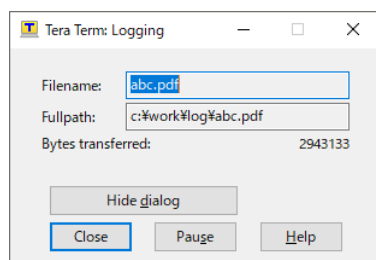 Tera Term: Logging
Filename: abc.pdf
Fullpath: c:¥work¥log¥abc.pdf
Bytes transferred: 2943133
Hide dialog
Close Pause Help